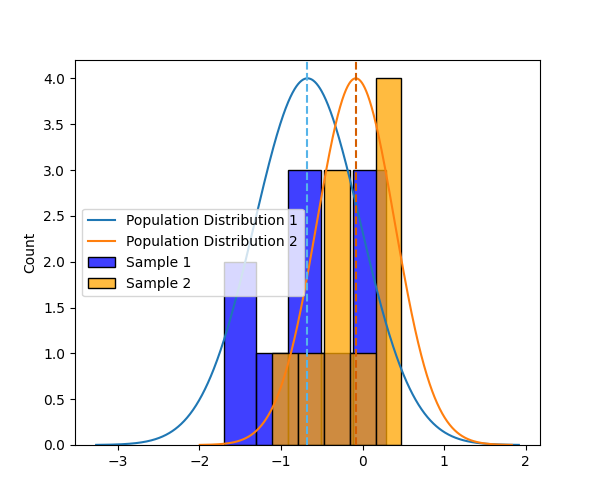 4.0
3.5
3.0
2.5
2.0
1.5
1.0
0.5
0.0
Count
Population Distribution 1
Population Distribution 2
Sample 1
Sample 2
−3 −2 −1 0 1 2